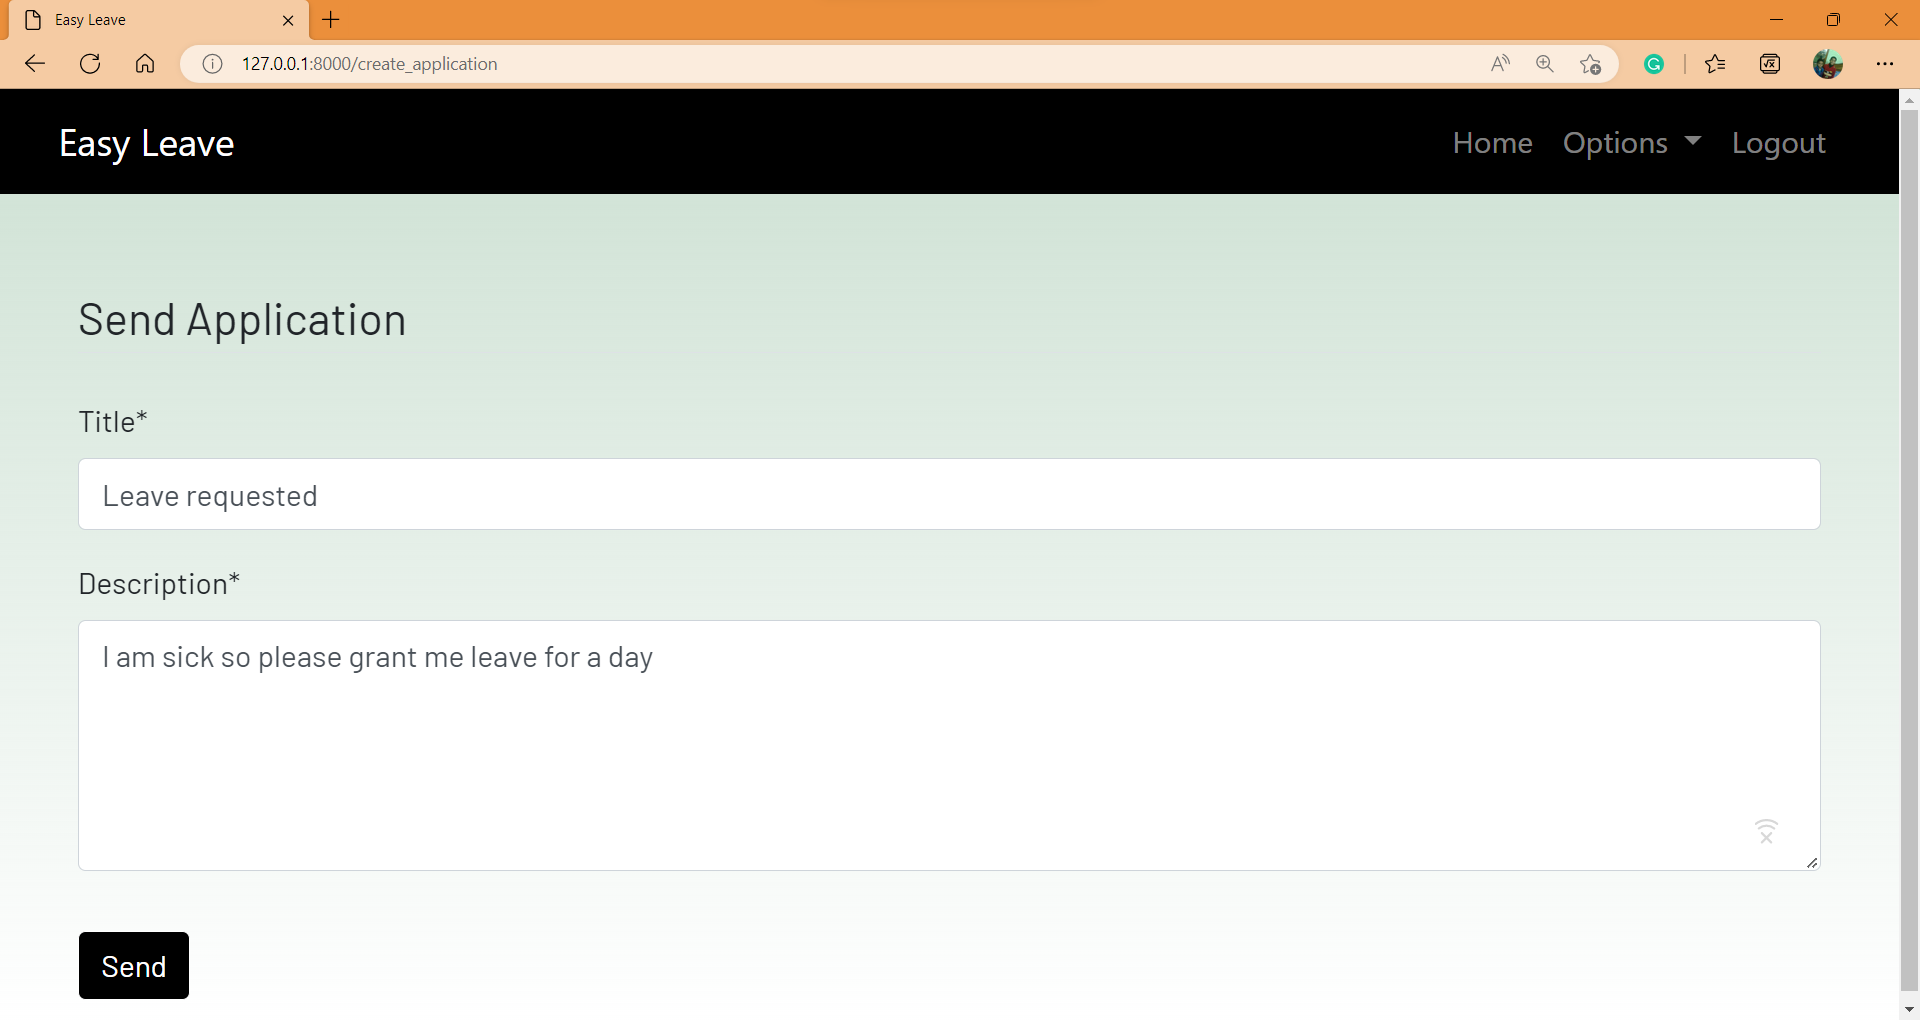 Easy Leave
127.0.0.1:8000/create_application
Easy Leave
Home Options Logout
Send Application
Title*
Leave requested
Description*
I am sick so please grant me leave for a day
Send